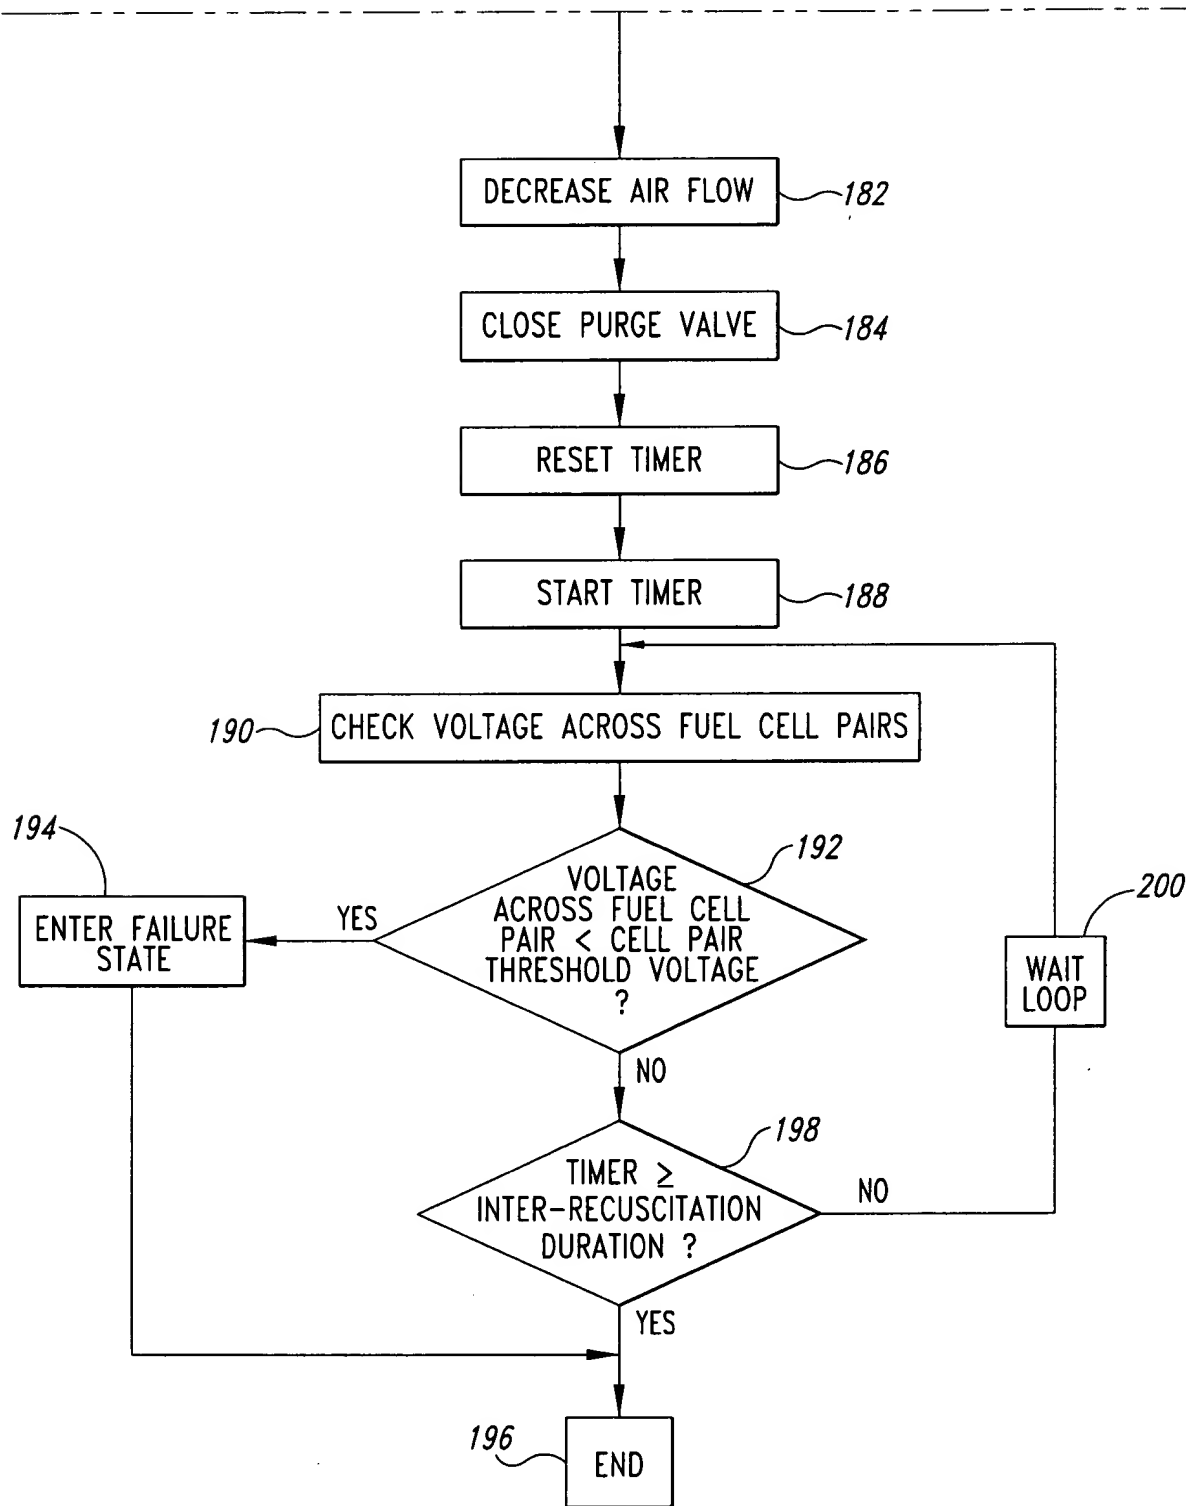 DECREASE AIR FLOW
182
CLOSE PURGE VALVE
184
RESET TIMER
186
START TIMER
188
190
CHECK VOLTAGE ACROSS FUEL CELL PAIRS
194
192
VOLTAGE
ACROSS FUEL CELL
PAIR < CELL PAIR
THRESHOLD VOLTAGE
?
YES
ENTER FAILURE
STATE
200
WAIT
LOOP
NO
198
TIMER ≥
INTER-RECUSCITATION
DURATION ?
NO
YES
196
END